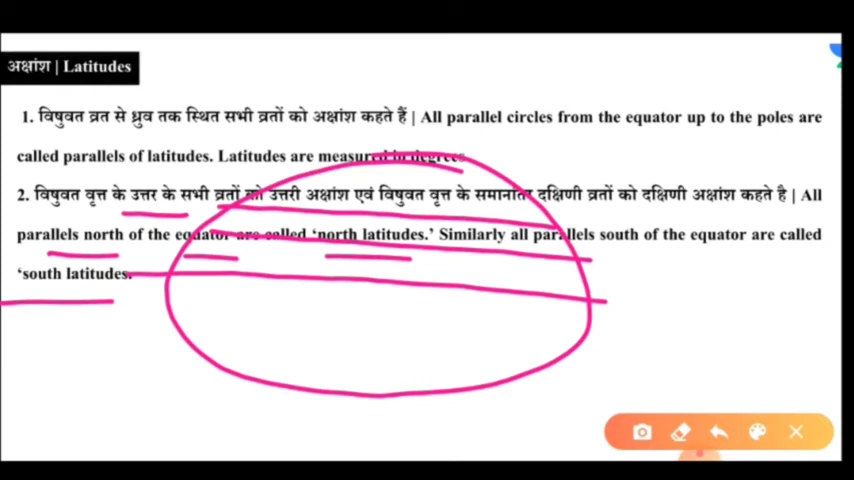 अक्षांश | Latitudes
1. विषुवत व्रत से ध्रुव तक स्थित सभी व्रतों को अक्षांश कहते हैं | All parallel circles from the equator up to the poles are
called parallels of latitudes. Latitudes are measured in degrees.
2. विषुवत वृत्त के उत्तर के सभी व्रतों को उत्तरी अक्षांश एवं विषुवत वृत्त के समानांतर दक्षिणी व्रतों को दक्षिणी अक्षांश कहते है | All
parallels north of the equator are called ‘north latitudes.’ Similarly all parallels south of the equator are called
‘south latitudes.